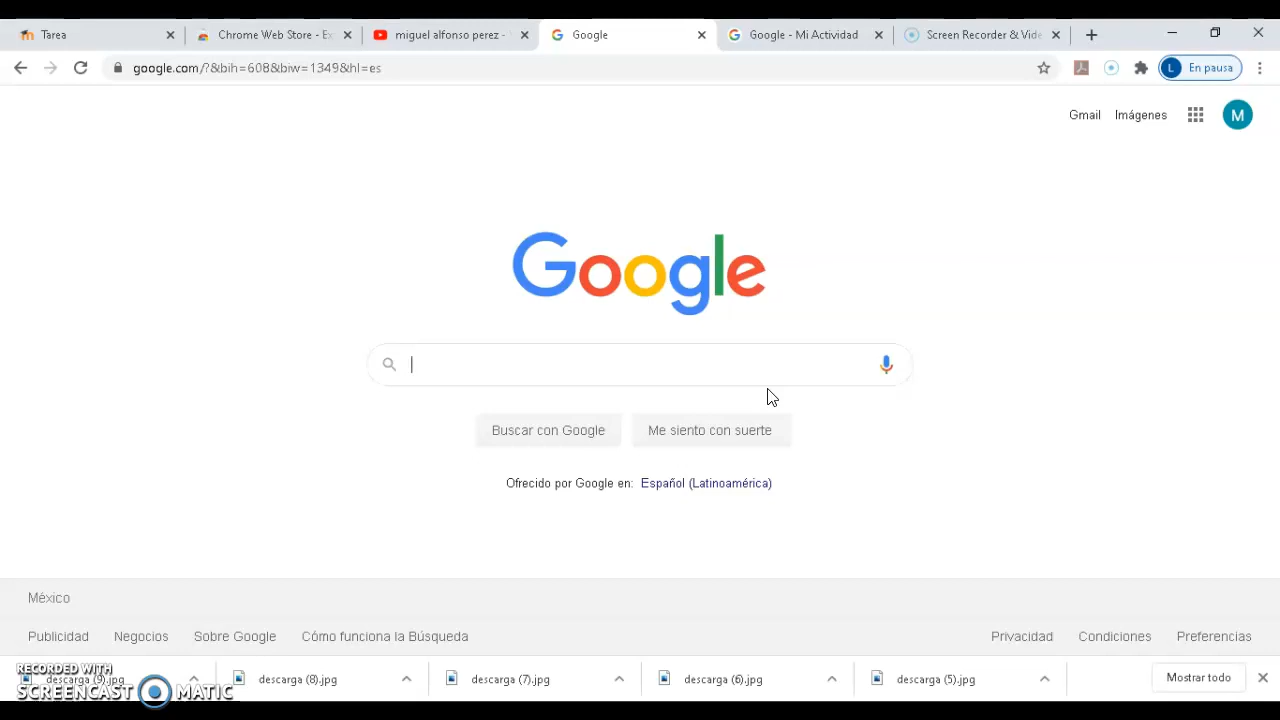 Tarea
Chrome Web Store - Ex
miguel alfonso perez -
Google
Google - Mi Actividad
Screen Recorder & Vide
google.com/?&bih=608&biw=1349&hl=es
L En pausa
Gmail Imágenes M
Google
Buscar con Google Me siento con suerte
Ofrecido por Google en: Español (Latinoamérica)
México
Publicidad Negocios Sobre Google Cómo funciona la Búsqueda Privacidad Condiciones Preferencias
descarga (9).jpg descarga (8).jpg descarga (7).jpg descarga (6).jpg descarga (5).jpg Mostrar todo
RECORDED WITH
SCREENCAST MATIC